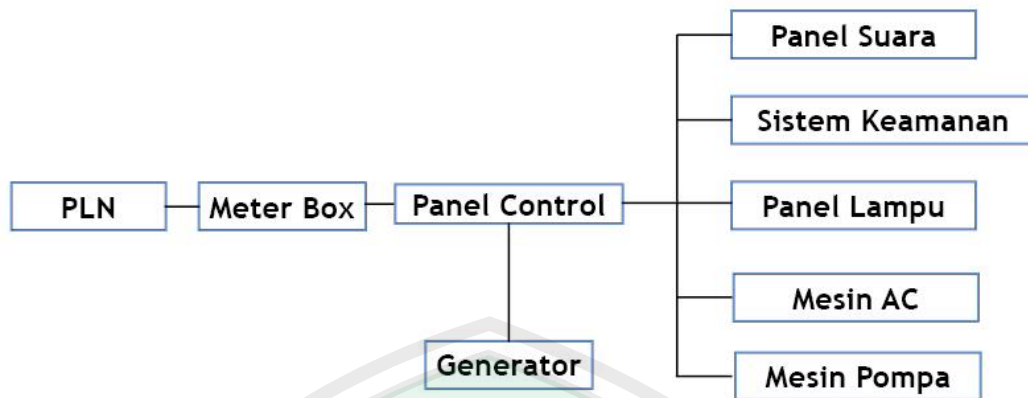 Panel Suara
Sistem Keamanan
PLN
Meter Box
Panel Control
Panel Lampu
Mesin AC
Generator
Mesin Pompa